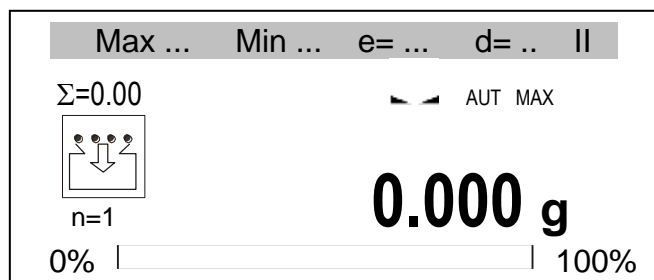 Max ... Min ... e= ... d= .. II
Σ=0.00
AUT MAX
n=1
0.000 g
0% 100%